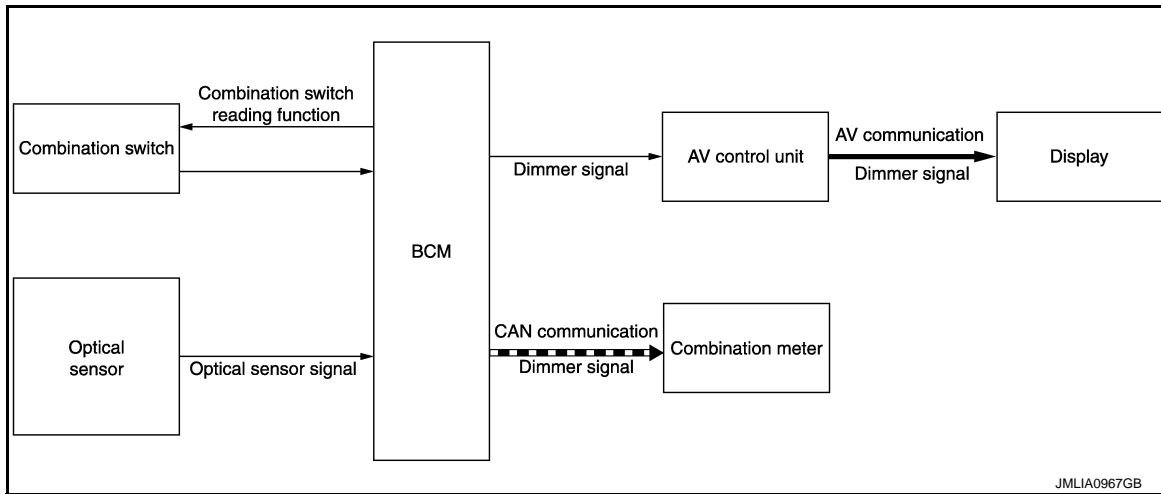 Combination switch
reading function
Combination switch
BCM
Dimmer signal
AV control unit
AV communication
Dimmer signal
Display
Optical
sensor
Optical sensor signal
CAN communication
Dimmer signal
Combination meter
JMLIA0967GB